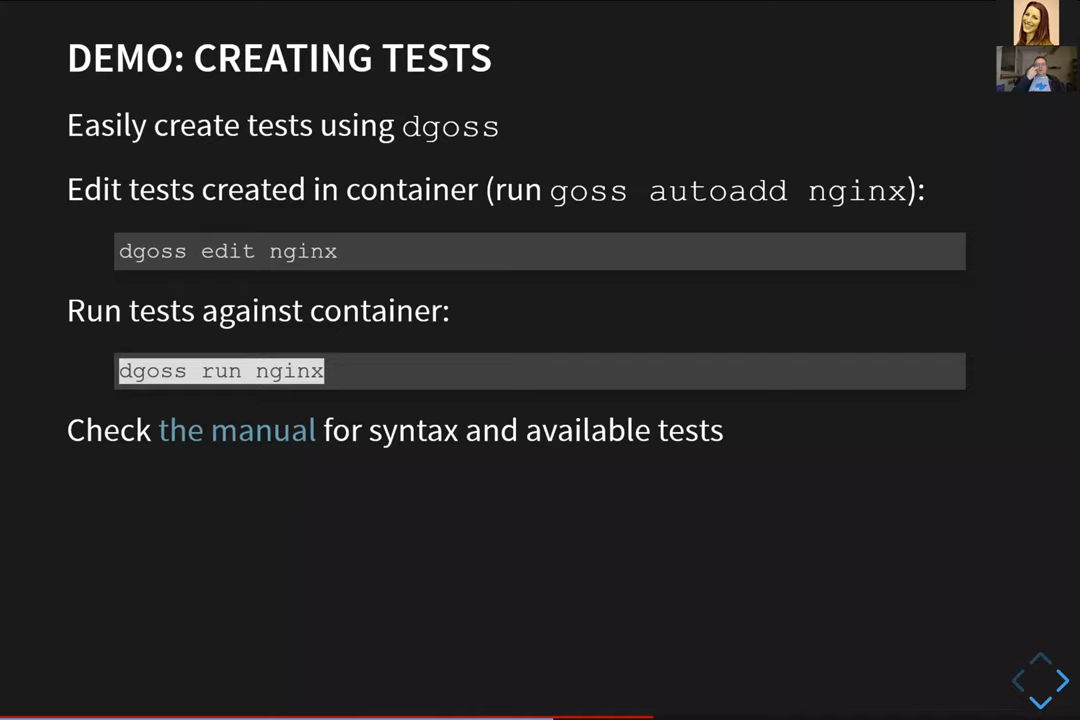 DEMO: CREATING TESTS
Easily create tests using dgoss
Edit tests created in container (run goss autoadd nginx):
dgoss edit nginx
Run tests against container:
dgoss run nginx
Check the manual for syntax and available tests